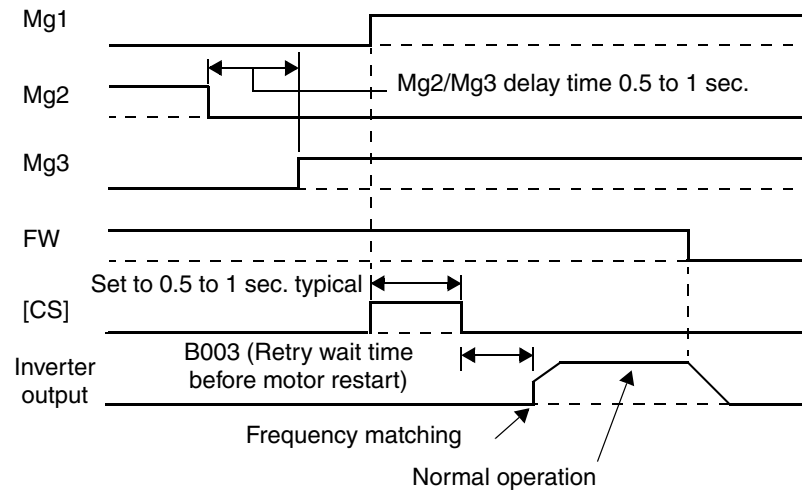 Mg1
Mg2/Mg3 delay time 0.5 to 1 sec.
Mg2
Mg3
FW
Set to 0.5 to 1 sec. typical
[CS]
B003 (Retry wait time
before motor restart)
Inverter
output
Frequency matching
Normal operation